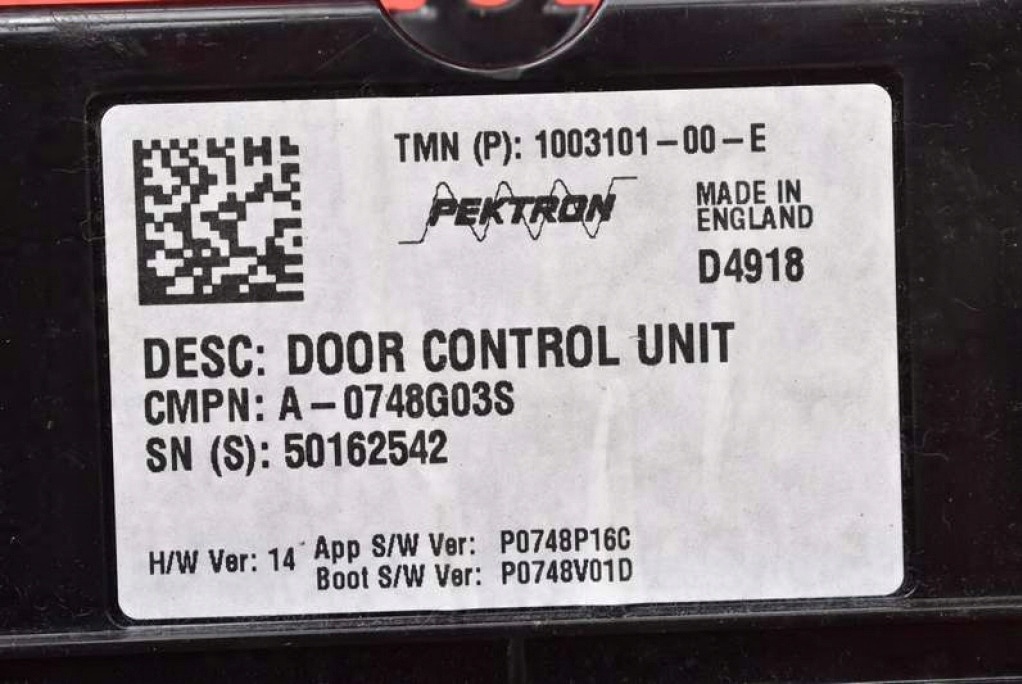 TMN (P): 1003101-00-E
PEKTRON
MADE IN
ENGLAND
D4918
DESC: DOOR CONTROL UNIT
CMPN: A-0748G03S
SN (S): 50162542
H/W Ver: 14
App S/W Ver: P0748P16C
Boot S/W Ver: P0748V01D